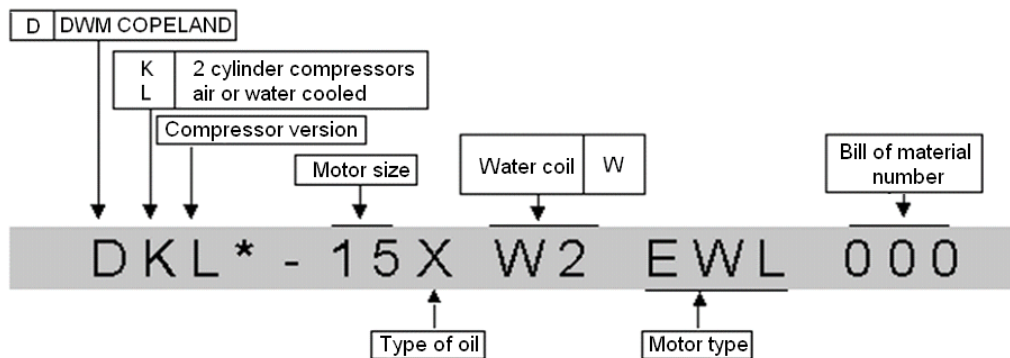 D DWM COPELAND
K 2 cylinder compressors
L air or water cooled
Compressor version
Motor size
Water coil W
Bill of material
number
DKL* - 15X W2 EWL 000
Type of oil
Motor type